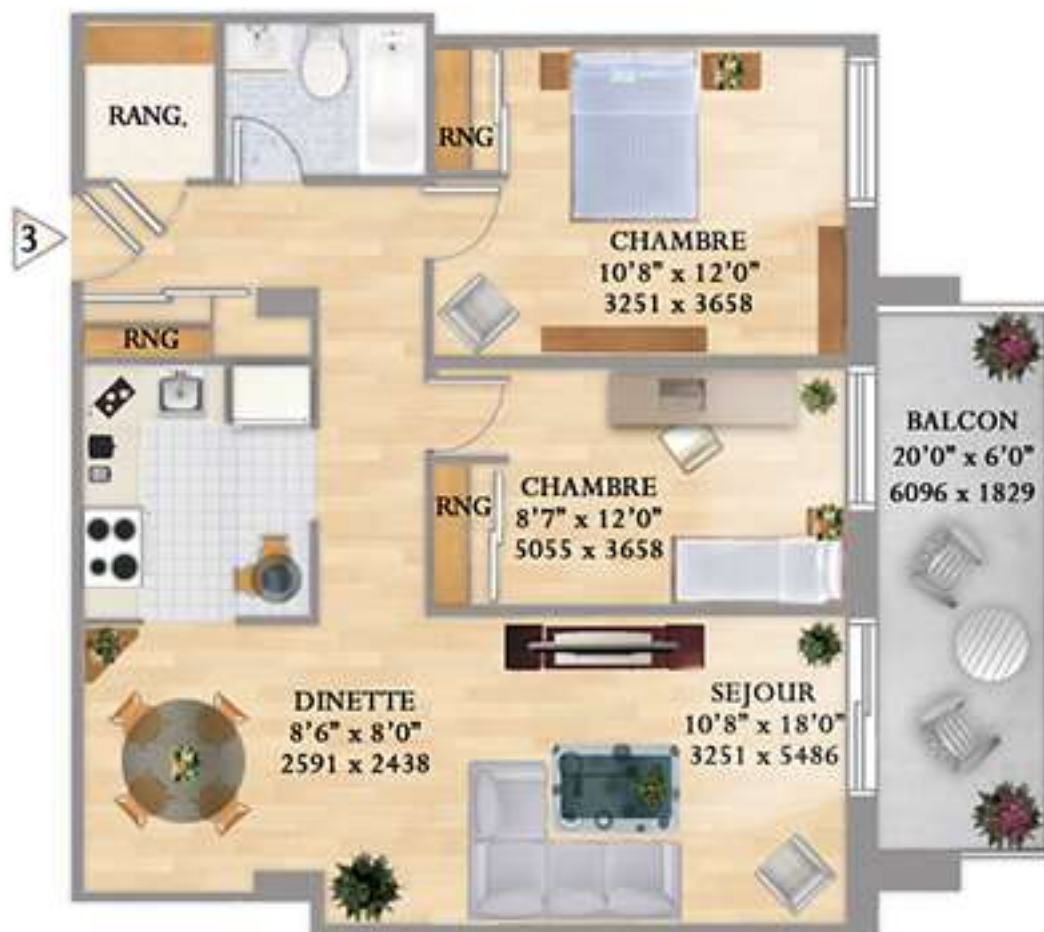 RANG.
RNG
3
CHAMBRE
10'8" x 12'0"
3251 x 3658
RNG
BALCON
20'0" x 6'0"
6096 x 1829
CHAMBRE
8'7" x 12'0"
5055 x 3658
RNG
DINETTE
8'6" x 8'0"
2591 x 2438
SEJOUR
10'8" x 18'0"
3251 x 5486